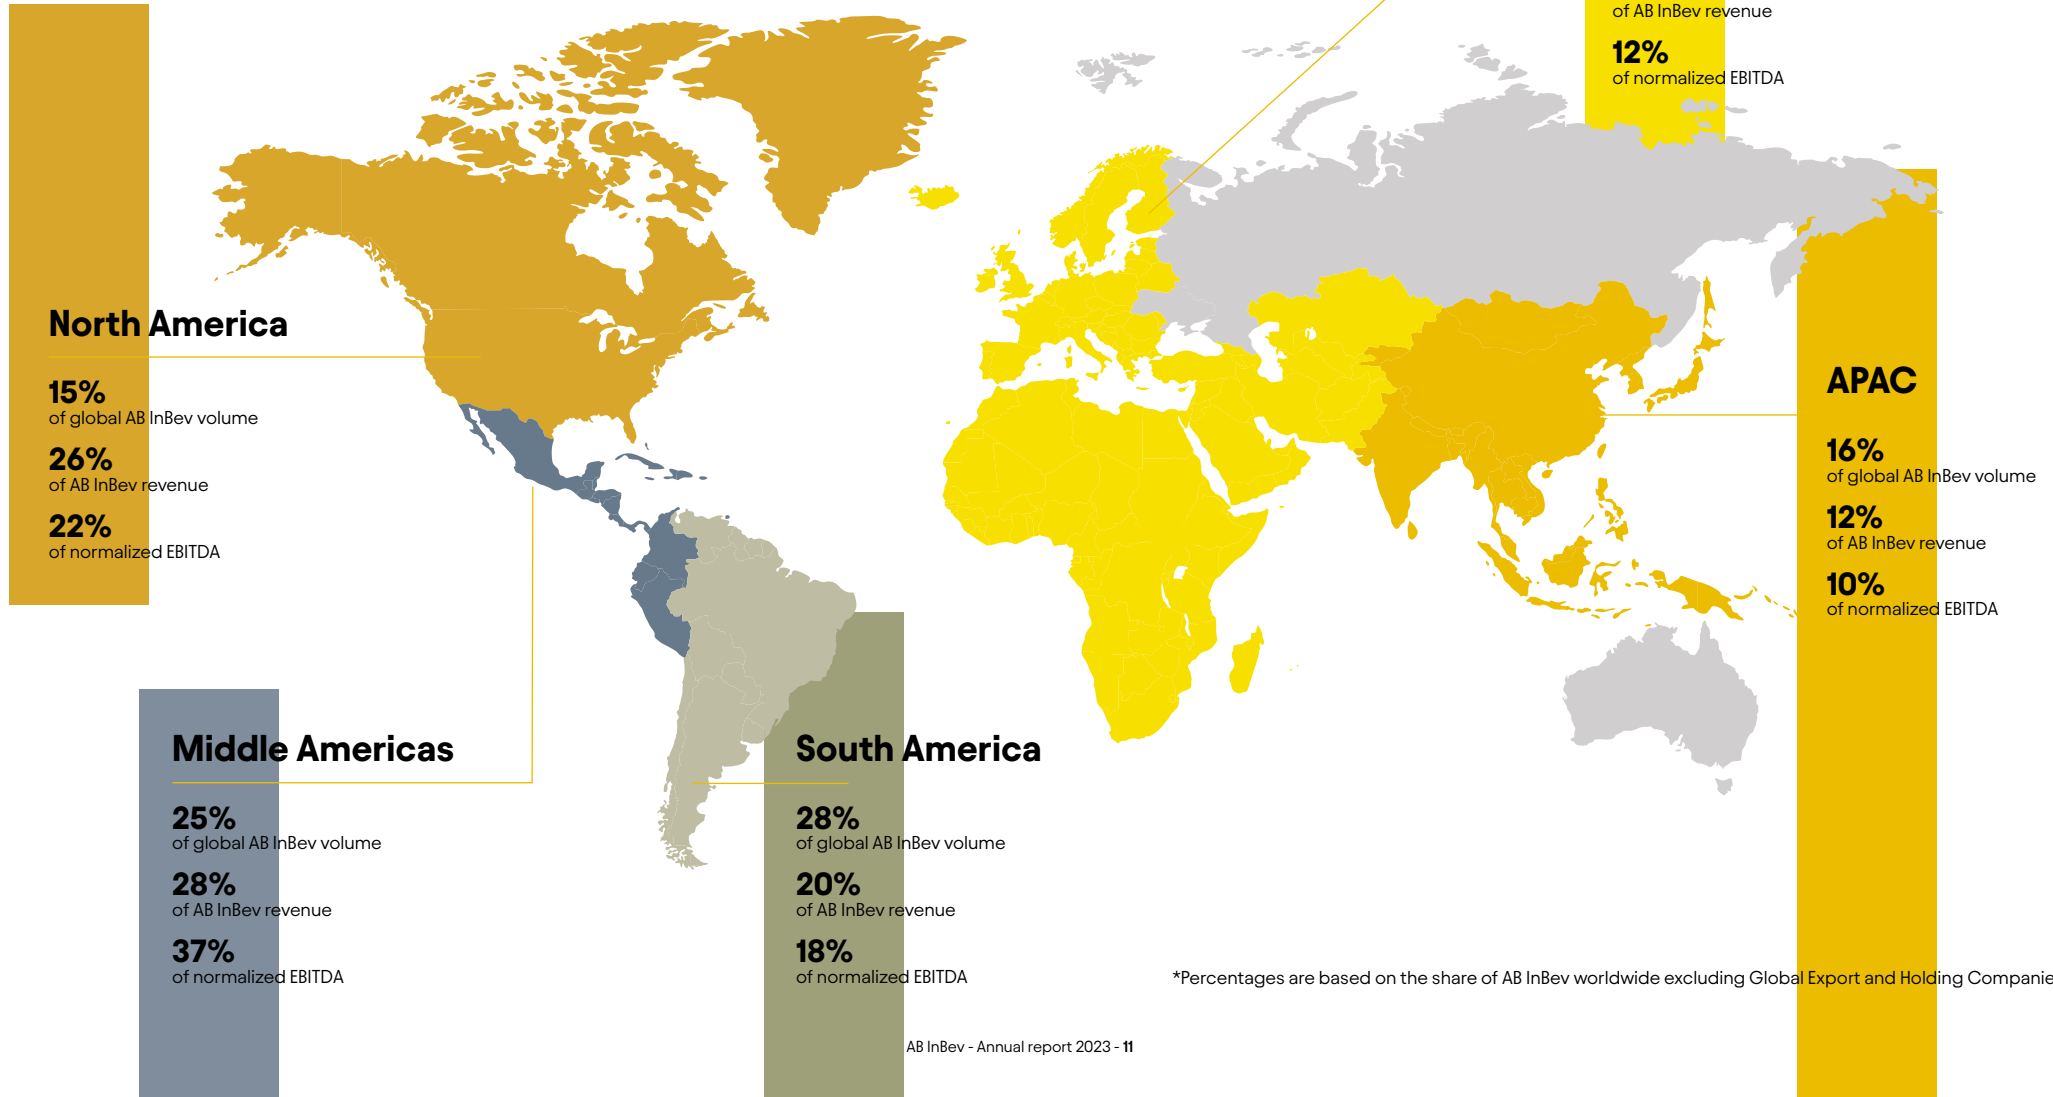 of AB InBev revenue
12%
of normalized EBITDA
North America
15%
of global AB InBev volume
26%
of AB InBev revenue
22%
of normalized EBITDA
APAC
16%
of global AB InBev volume
12%
of AB InBev revenue
10%
of normalized EBITDA
Middle Americas
25%
of global AB InBev volume
28%
of AB InBev revenue
37%
of normalized EBITDA
South America
28%
of global AB InBev volume
20%
of AB InBev revenue
18%
of normalized EBITDA
*Percentages are based on the share of AB InBev worldwide excluding Global Export and Holding Companie
AB InBev - Annual report 2023 - 11